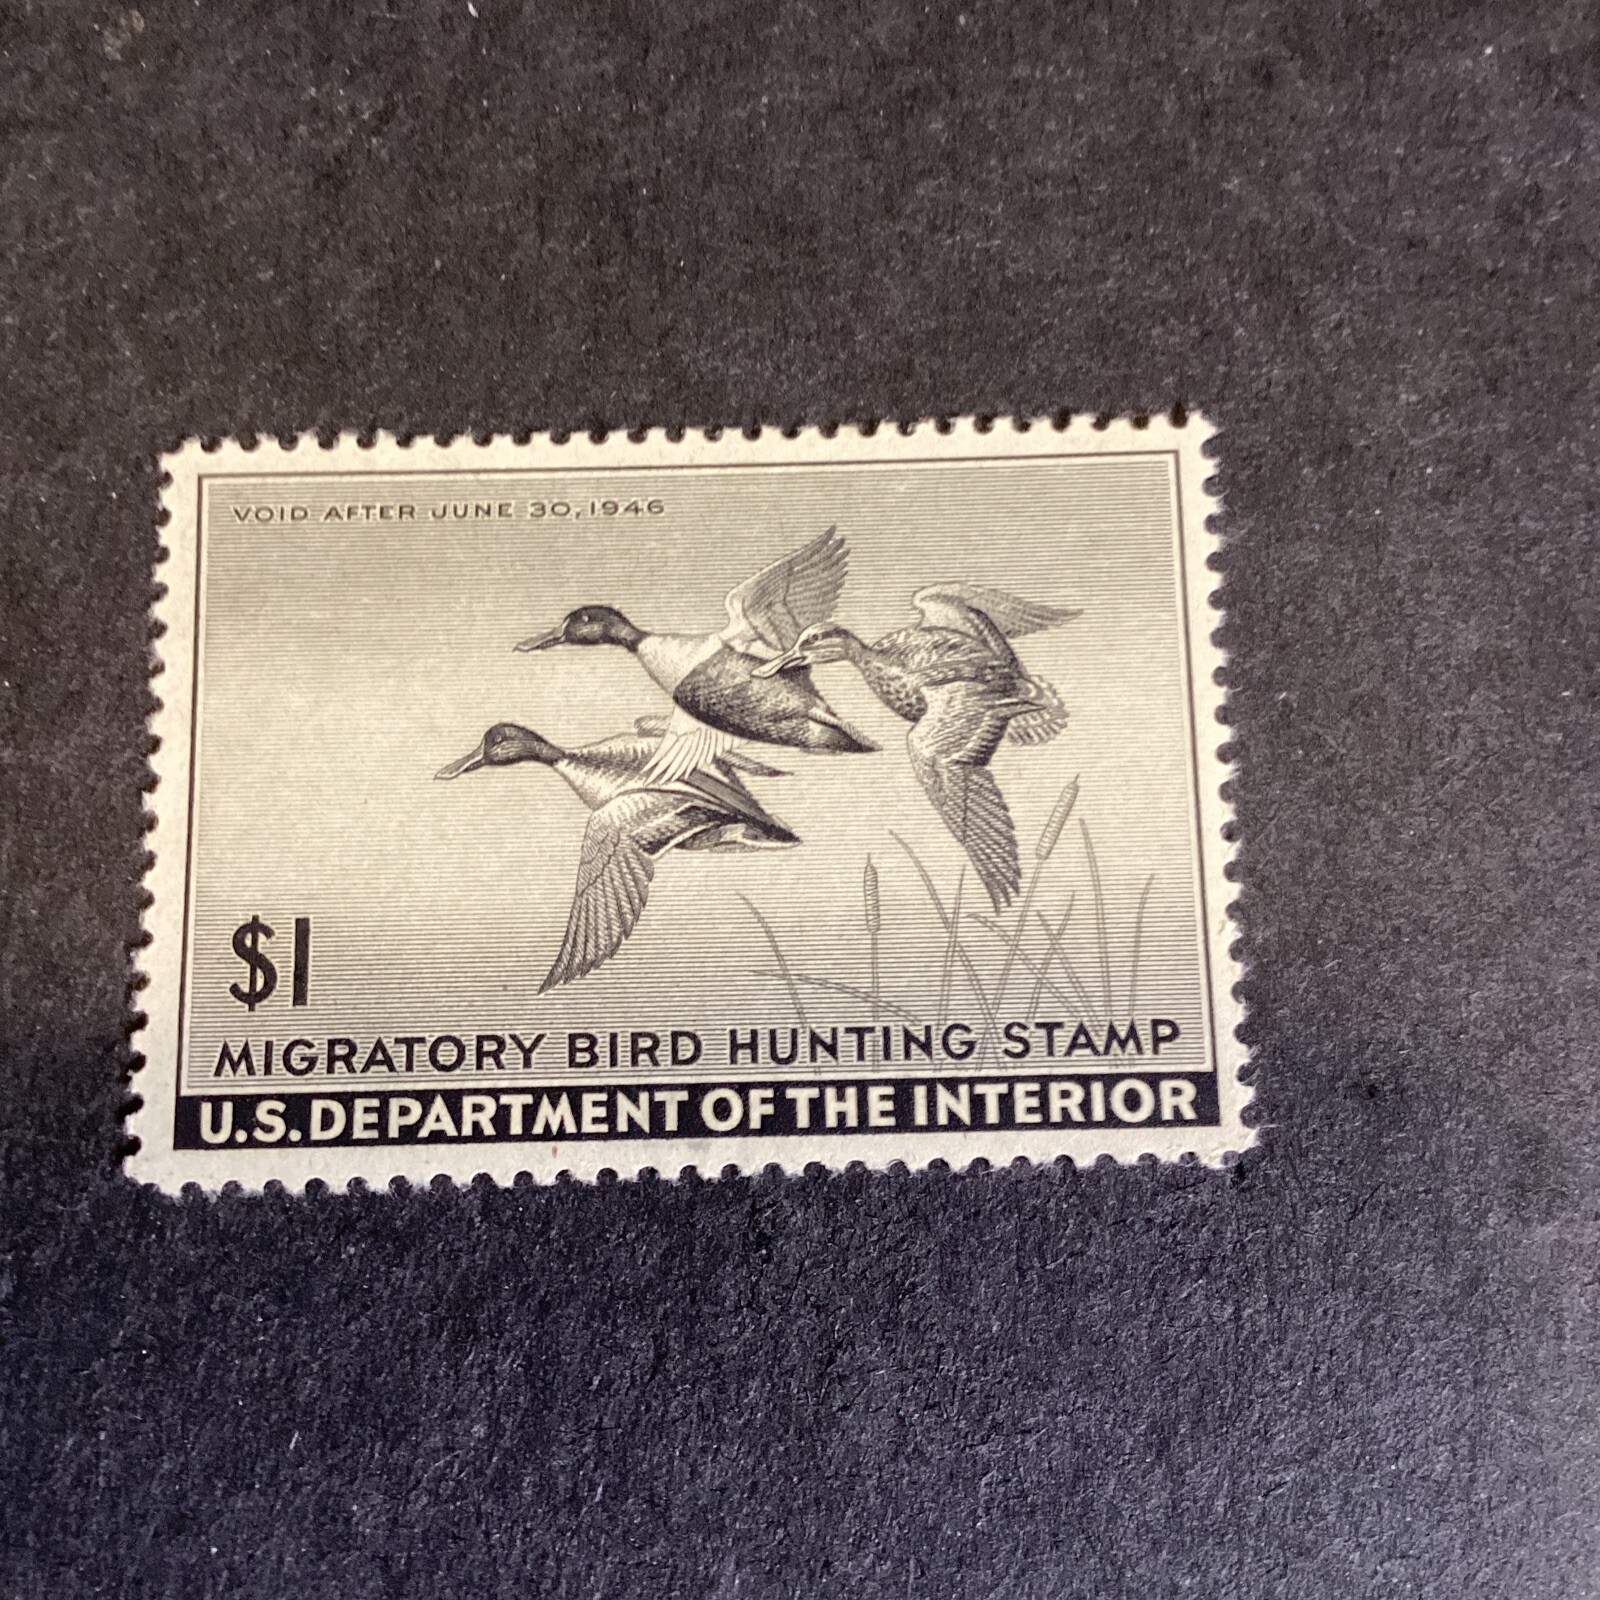 VOID AFTER JUNE 30, 1946
$1
MIGRATORY BIRD HUNTING STAMP
U.S. DEPARTMENT OF THE INTERIOR